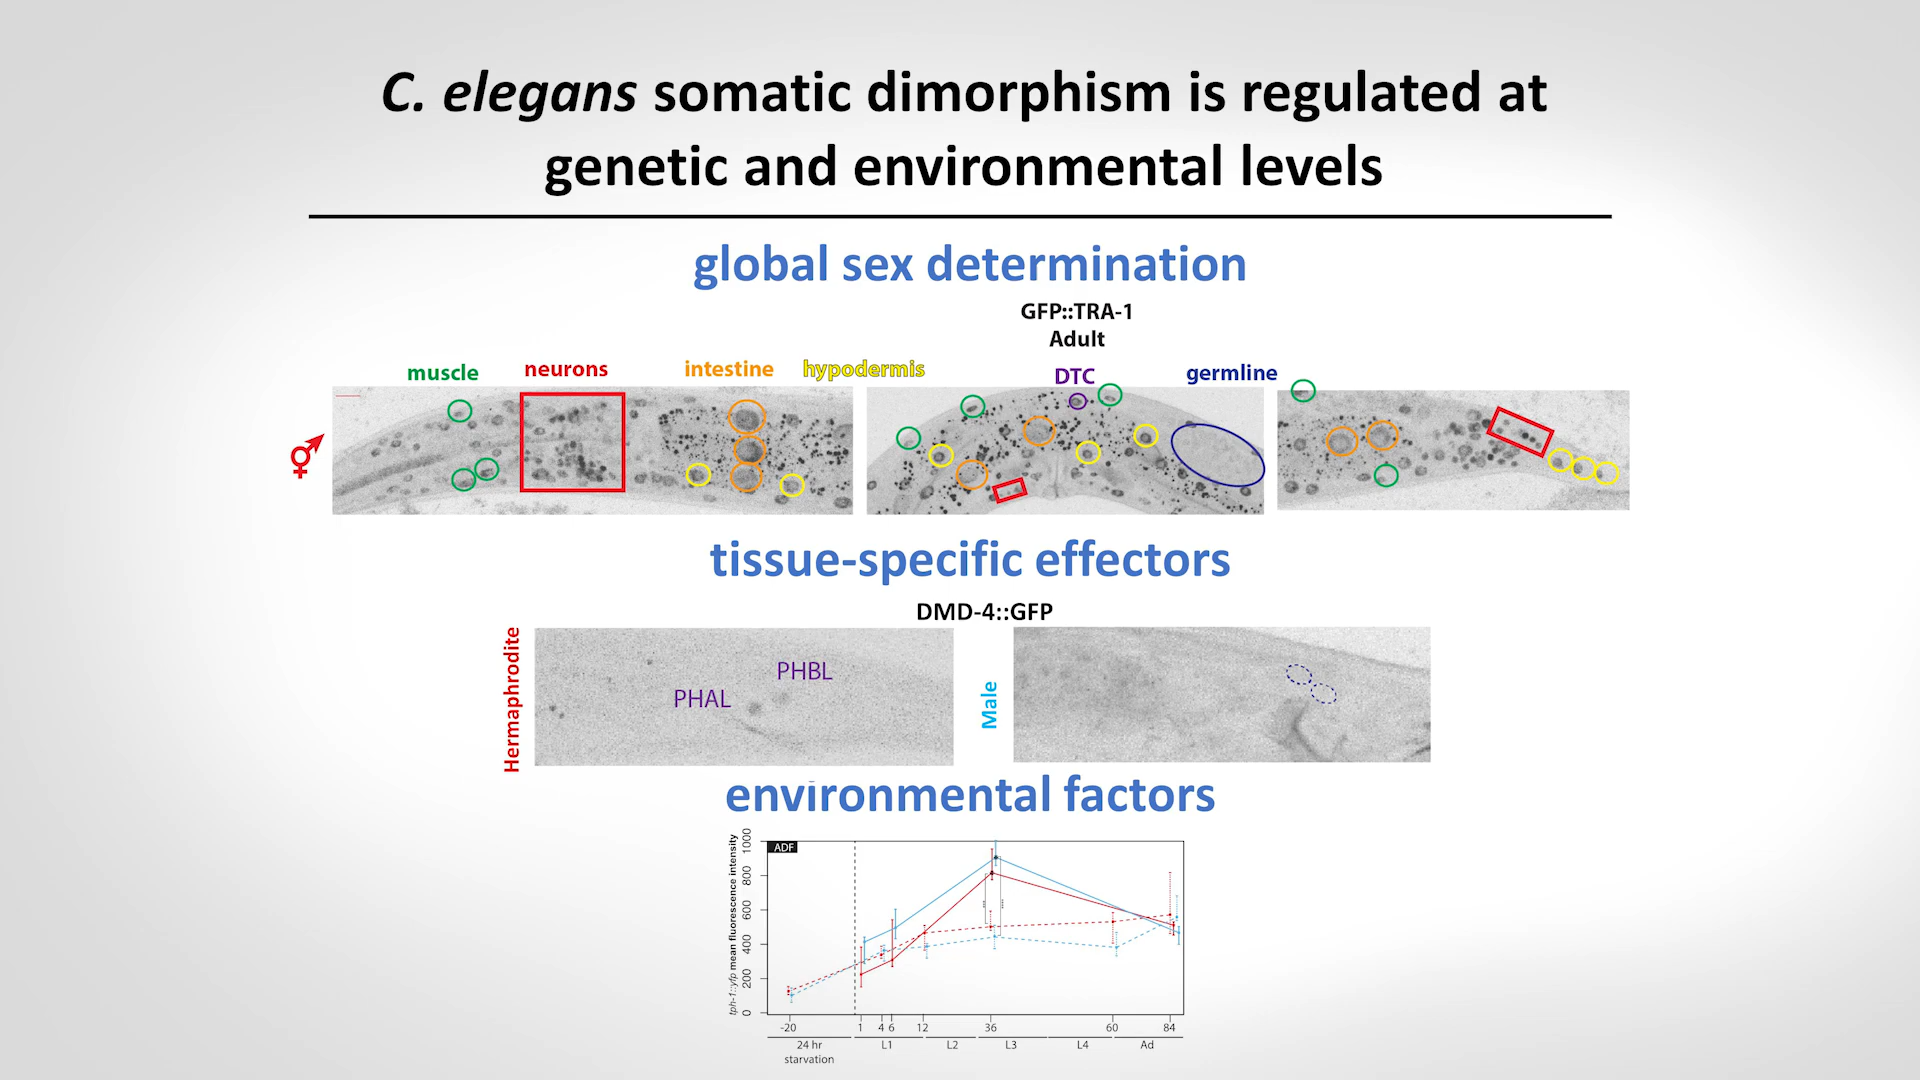 C. elegans somatic dimorphism is regulated at
genetic and environmental levels
global sex determination
GFP::TRA-1
Adult
muscle neurons intestine hypodermis DTC germline
tissue-specific effectors
DMD-4::GFP
Hermaphrodite
PHAL
PHBL
Male
environmental factors
tph-1::yfp mean fluorescence intensity
1000
800
600
400
200
0
ADF
-20 1 4 6 12 36 60 84
24 hr L1 L2 L3 L4 Ad
starvation